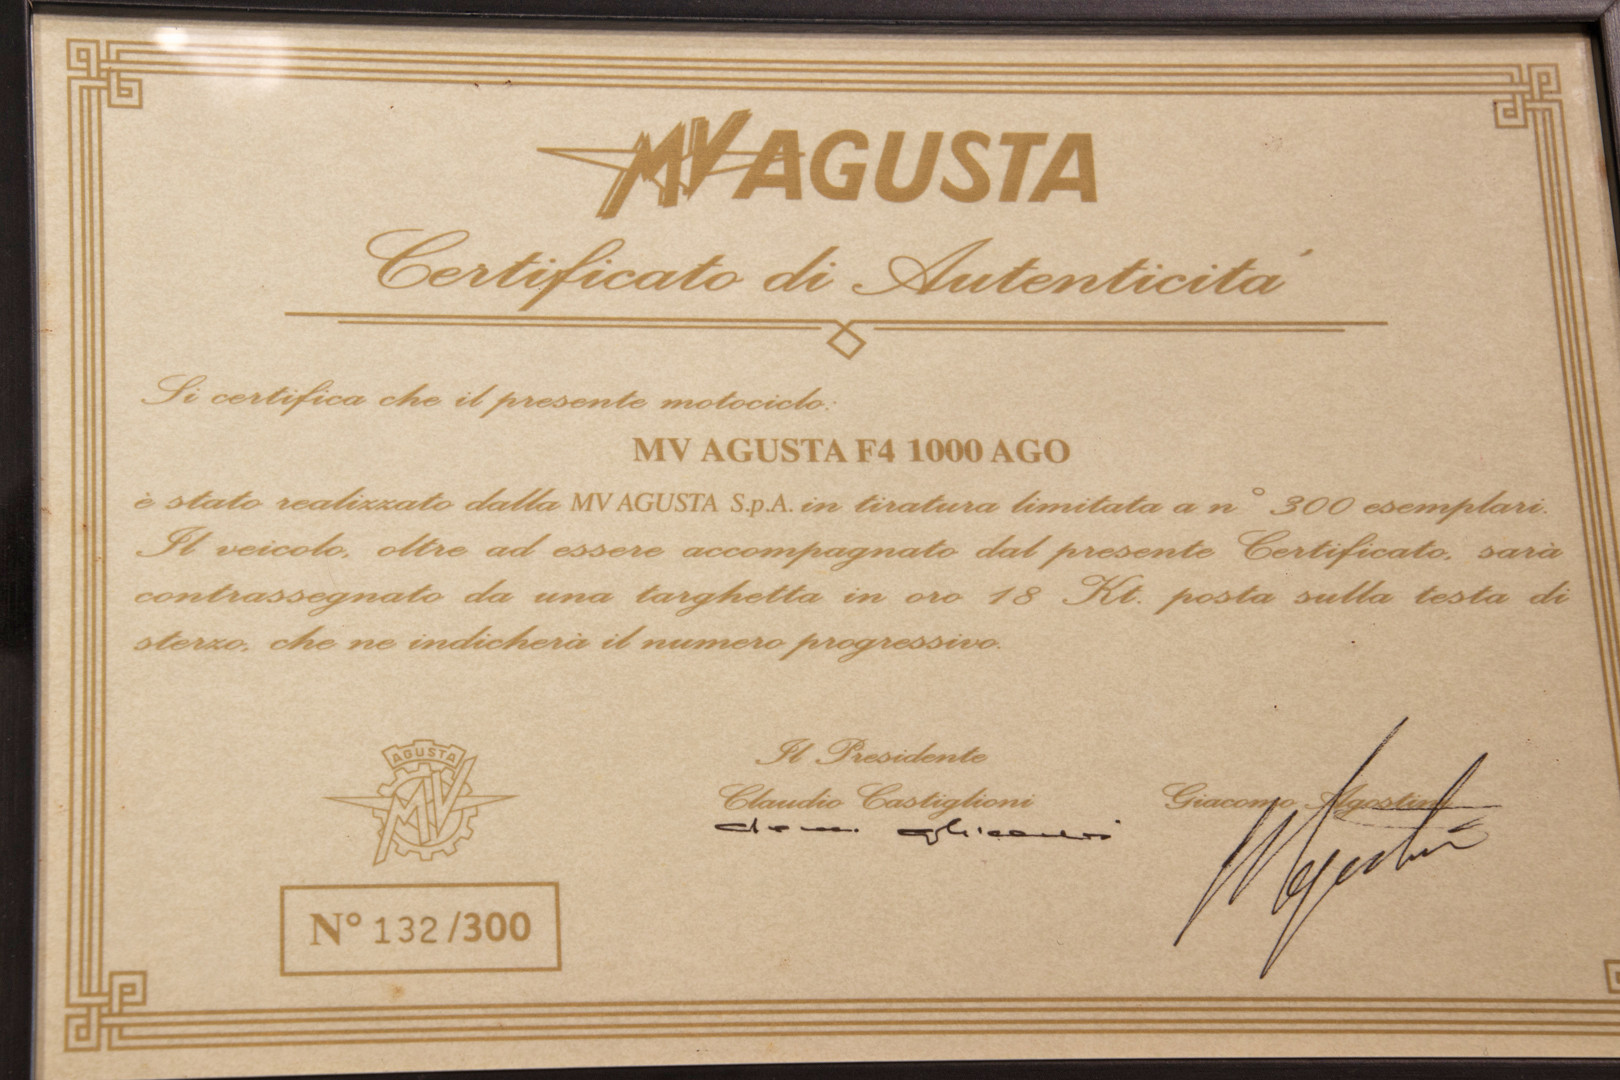 MV AGUSTA
Certificato di Autenticita'
Si certifica che il presente motociclo:
MV AGUSTA F4 1000 AGO
è stato realizzato dalla MV AGUSTA S.p.A. in tiratura limitata a n° 300 esemplari.
Il veicolo, oltre ad essere accompagnato dal presente Certificato, sarà
contrassegnato da una targhetta in oro 18 Kt. posta sulla testa di
sterzo, che ne indicherà il numero progressivo.
AGUSTA
MV
N° 132/300
Il Presidente
Claudio Castiglioni
Giacomo Agostini